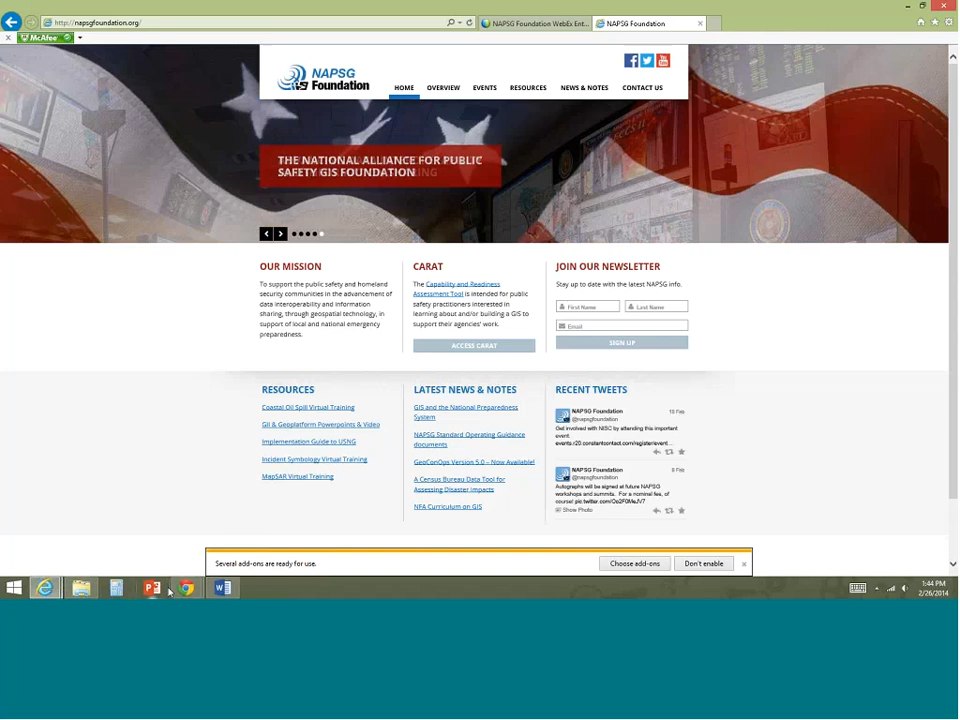 http://napsgfoundation.org/
NAPSG Foundation WebEx Ent...
NAPSG Foundation
McAfee
NAPSG
Foundation
HOME
OVERVIEW
EVENTS
RESOURCES
NEWS & NOTES
CONTACT US
THE NATIONAL ALLIANCE FOR PUBLIC
SAFETY GIS FOUNDATION
OUR MISSION
To support the public safety and homeland
security communities in the advancement of
data interoperability and information
sharing, through geospatial technology, in
support of local and national emergency
preparedness.
CARAT
The Capability and Readiness
Assessment Tool is intended for public
safety practitioners interested in
learning about and/or building a GIS to
support their agencies' work.
ACCESS CARAT
JOIN OUR NEWSLETTER
Stay up to date with the latest NAPSG info.
First Name
Last Name
Email
SIGN UP
RESOURCES
Coastal Oil Spill Virtual Training
GII & Geoplatform Powerpoints & Video
Implementation Guide to USNG
Incident Symbology Virtual Training
MapSAR Virtual Training
LATEST NEWS & NOTES
GIS and the National Preparedness
System
NAPSG Standard Operating Guidance
documents
GeoConOps Version 5.0 – Now Available!
A Census Bureau Data Tool for
Assessing Disaster Impacts
NFA Curriculum on GIS
RECENT TWEETS
NAPSG Foundation
@napsgfoundation
Get involved with NISC by attending this important
event.
events.r20.constantcontact.com/register/event...
NAPSG Foundation
8 Feb
@napsgfoundation
Autographs will be signed at future NAPSG
workshops and summits. For a nominal fee, of
course!
Show Photo
Several add-ons are ready for use.
Choose add-ons
Don't enable
1:44 PM
2/26/2014